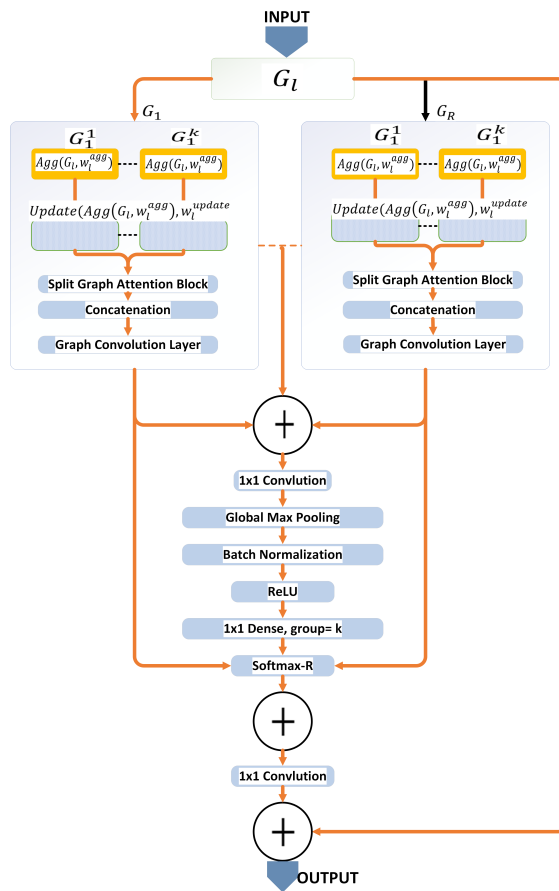 INPUT
G_l
G_1
G_R
G_1^1 G_1^k
Agg(G_l, w_l^agg) Agg(G_l, w_l^agg)
Update(Agg(G_l, w_l^agg), w_l^update
Split Graph Attention Block
Concatenation
Graph Convolution Layer
G_1^1 G_1^k
Agg(G_l, w_l^agg) Agg(G_l, w_l^agg)
Update(Agg(G_l, w_l^agg), w_l^update
Split Graph Attention Block
Concatenation
Graph Convolution Layer
+
1x1 Convlution
Global Max Pooling
Batch Normalization
ReLU
1x1 Dense, group= k
Softmax-R
+
1x1 Convlution
+
OUTPUT